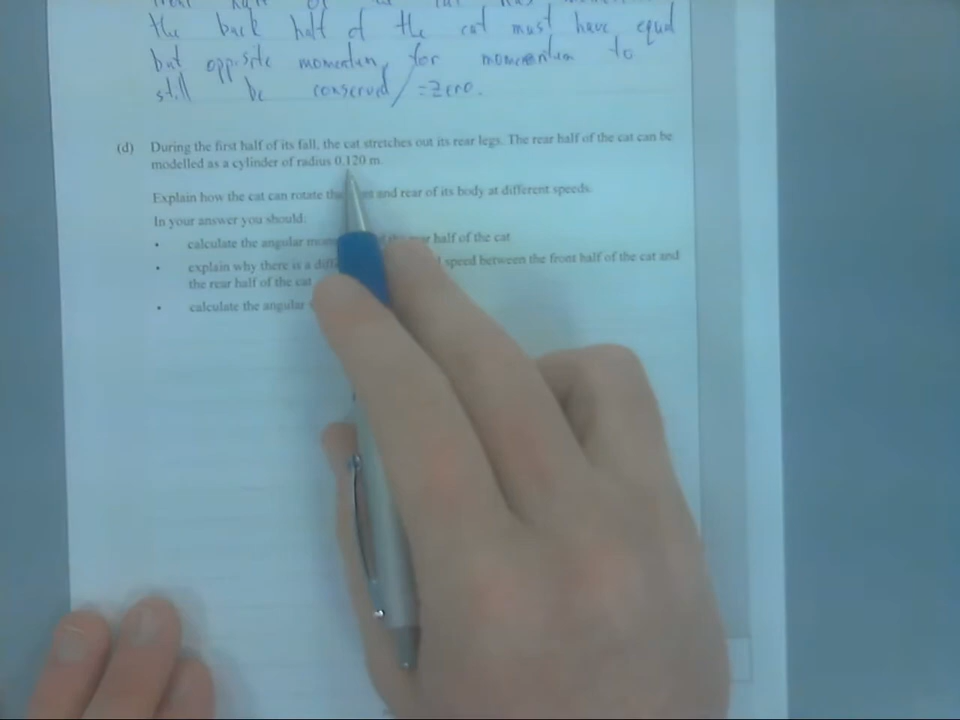 the back half of the cat must have equal
but opposite momentum, for momentum to
still be conserved/=zero.
(d) During the first half of its fall, the cat stretches out its rear legs. The rear half of the cat can be
modelled as a cylinder of radius 0.120 m.
Explain how the cat can rotate the and rear of its body at different speeds.
In your answer you should:
• calculate the angular half of the cat
• explain why there is a speed between the front half of the cat and
the rear half of the cat
• calculate the angular